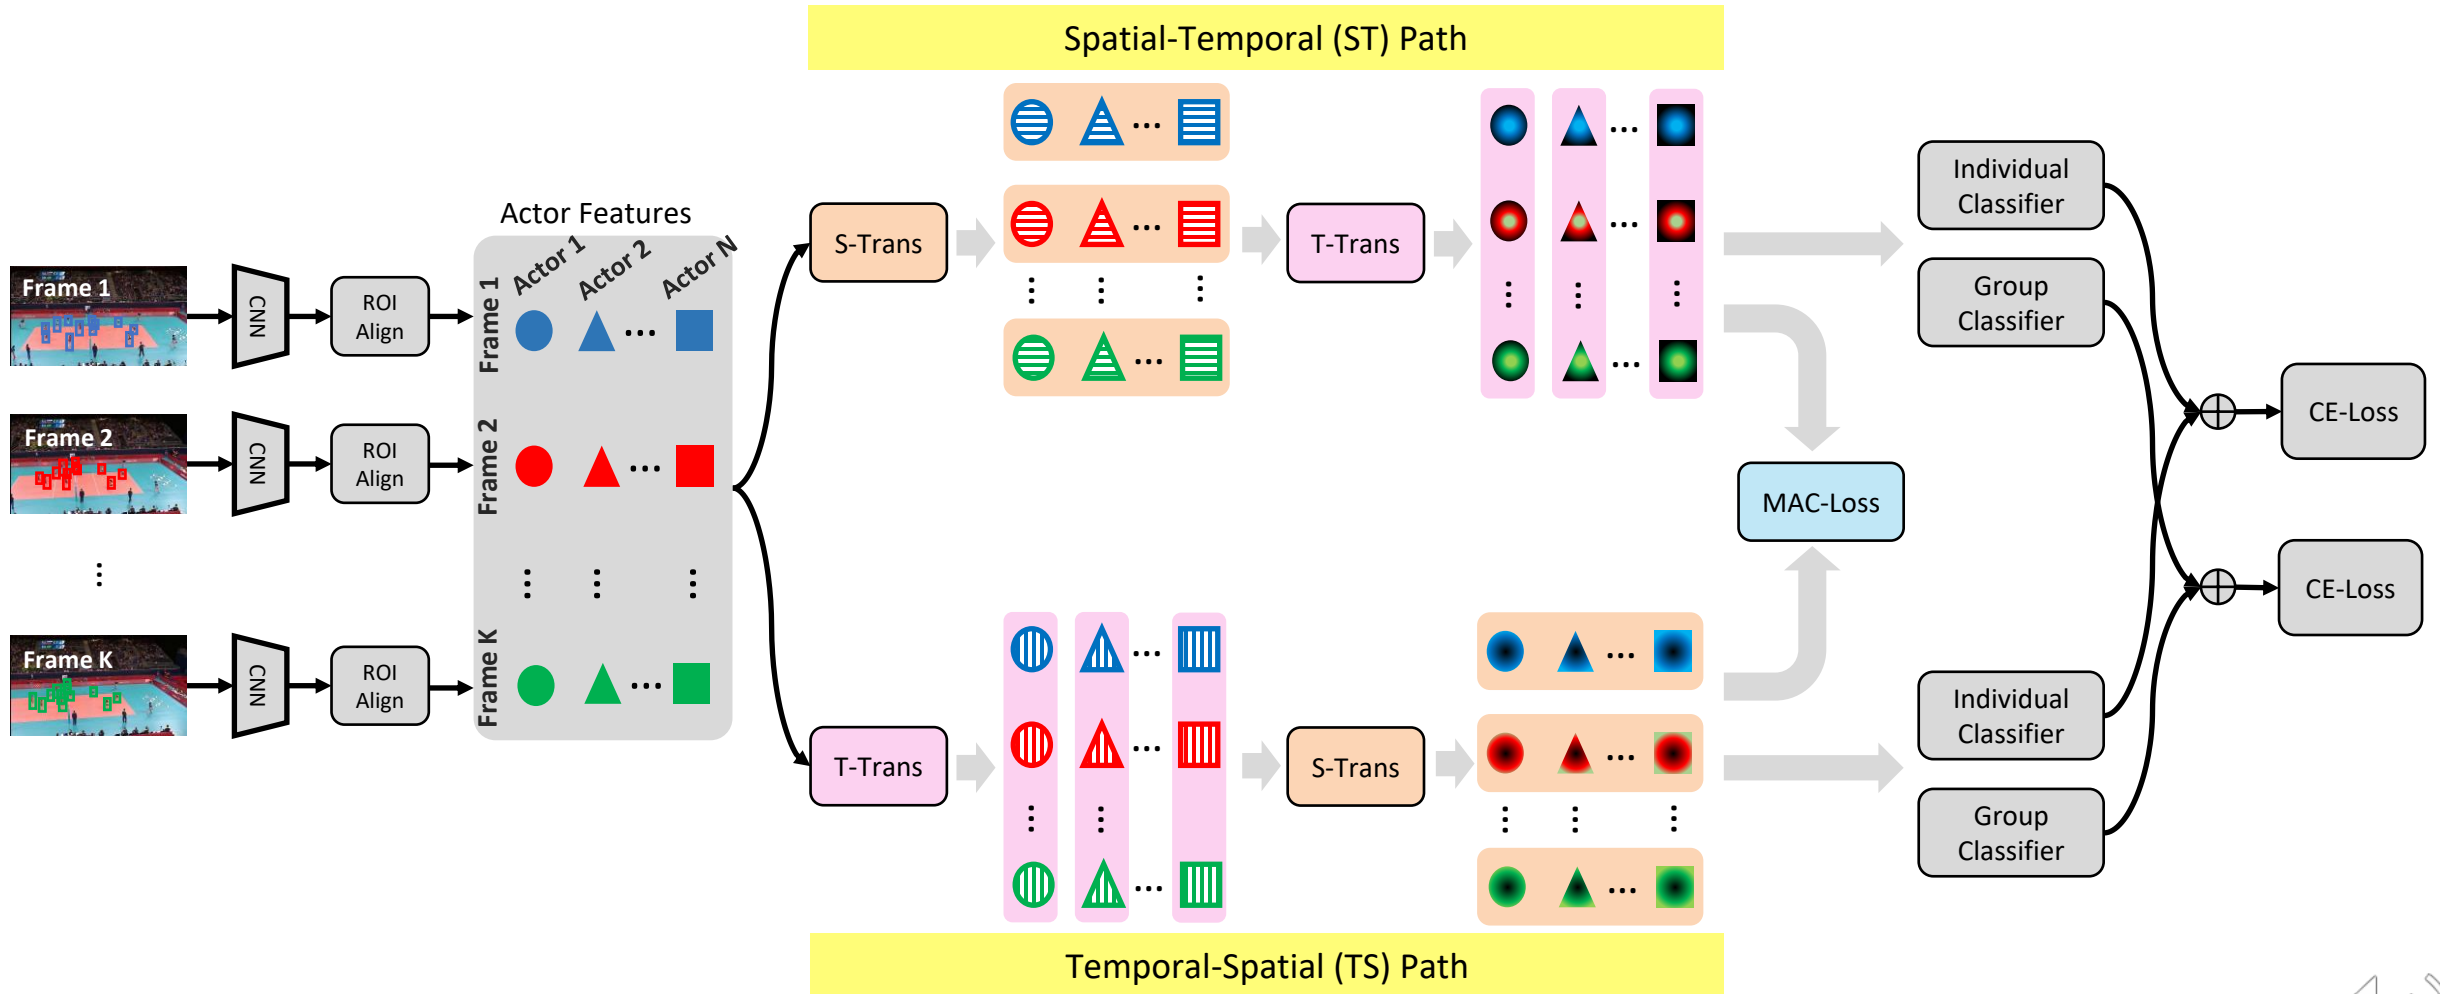 Spatial-Temporal (ST) Path
Actor Features
Actor 1
Actor 2
Actor N
Frame 1
Frame 2
Frame K
Frame 1
CNN
ROI
Align
Frame 2
CNN
ROI
Align
Frame K
CNN
ROI
Align
S-Trans
T-Trans
T-Trans
S-Trans
MAC-Loss
Individual
Classifier
Group
Classifier
Individual
Classifier
Group
Classifier
CE-Loss
CE-Loss
Temporal-Spatial (TS) Path